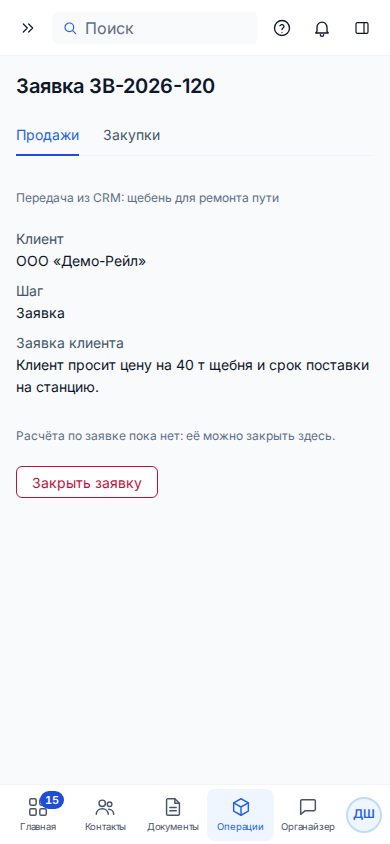 Поиск
Заявка ЗВ-2026-120
Продажи Закупки
Передача из CRM: щебень для ремонта пути
Клиент
ООО «Демо-Рейл»
Шаг
Заявка
Заявка клиента
Клиент просит цену на 40 т щебня и срок поставки
на станцию.
Расчёта по заявке пока нет: её можно закрыть здесь.
Закрыть заявку
15
Главная Контакты Документы Операции Органайзер ДШ